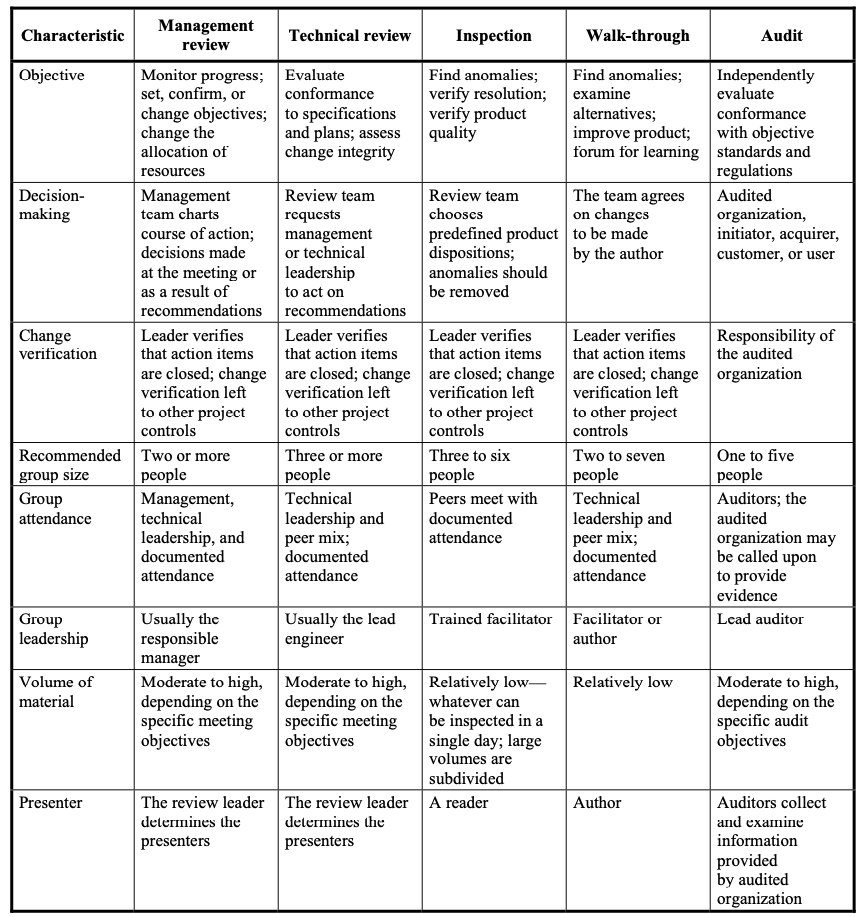 Characteristic
Management
review
Technical review
Inspection
Walk-through
Audit
Objective
Monitor progress;
set, confirm, or
change objectives;
change the
allocation of
resources
Evaluate
conformance
to specifications
and plans; assess
change integrity
Find anomalies;
verify resolution;
verify product
quality
Find anomalies;
examine
alternatives;
improve product;
forum for learning
Independently
evaluate
conformance
with objective
standards and
regulations
Decision-
making
Management
team charts
course of action;
decisions made
at the meeting or
as a result of
recommendations
Review team
requests
management
or technical
leadership
to act on
recommendations
Review team
chooses
predefined product
dispositions;
anomalies should
be removed
The team agrees
on changes
to be made
by the author
Audited
organization,
initiator, acquirer,
customer, or user
Change
verification
Leader verifies
that action items
are closed; change
verification left
to other project
controls
Leader verifies
that action items
are closed; change
verification left
to other project
controls
Leader verifies
that action items
are closed; change
verification left
to other project
controls
Leader verifies
that action items
are closed; change
verification left
to other project
controls
Responsibility of
the audited
organization
Recommended
group size
Two or more
people
Three or more
people
Three to six
people
Two to seven
people
One to five
people
Group
attendance
Management,
technical
leadership, and
documented
attendance
Technical
leadership and
peer mix;
documented
attendance
Peers meet with
documented
attendance
Technical
leadership and
peer mix;
documented
attendance
Auditors; the
audited
organization may
be called upon
to provide
evidence
Group
leadership
Usually the
responsible
manager
Usually the lead
engineer
Trained facilitator
Facilitator or
author
Lead auditor
Volume of
material
Moderate to high,
depending on the
specific meeting
objectives
Moderate to high,
depending on the
specific meeting
objectives
Relatively low—
whatever can
be inspected in a
single day; large
volumes are
subdivided
Relatively low
Moderate to high,
depending on the
specific audit
objectives
Presenter
The review leader
determines the
presenters
The review leader
determines the
presenters
A reader
Author
Auditors collect
and examine
information
provided
by audited
organization